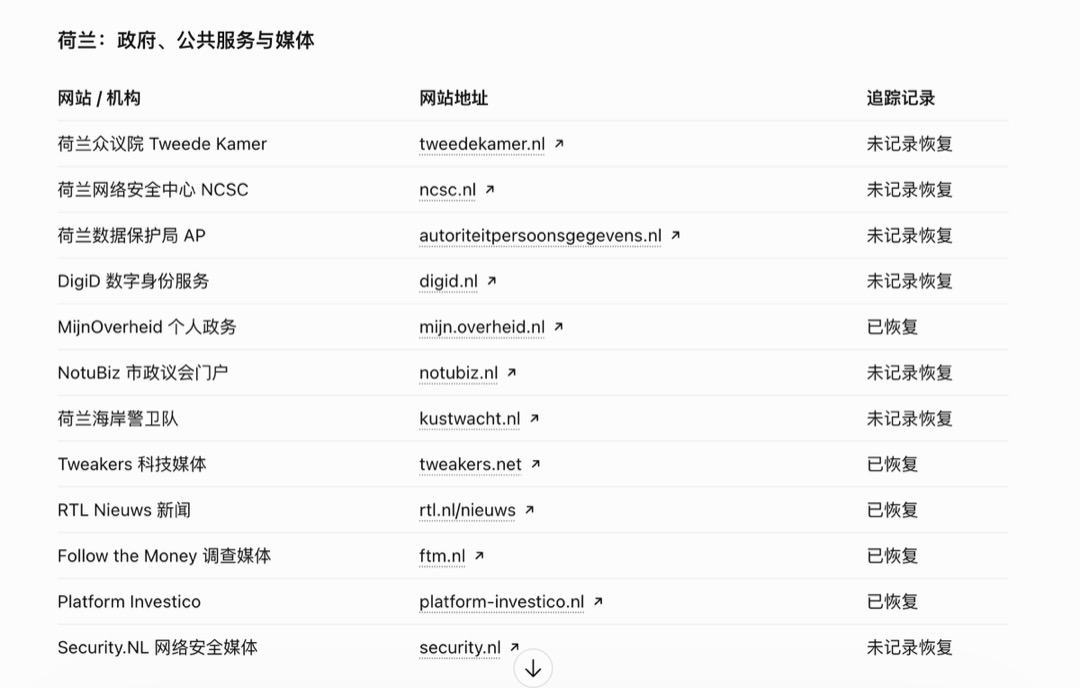 荷兰：政府、公共服务与媒体
网站 / 机构 网站地址 追踪记录
荷兰众议院 Tweede Kamer tweedekamer.nl ↗ 未记录恢复
荷兰网络安全中心 NCSC ncsc.nl ↗ 未记录恢复
荷兰数据保护局 AP autoriteitpersoonsgegevens.nl ↗ 未记录恢复
DigiD 数字身份服务 digid.nl ↗ 未记录恢复
MijnOverheid 个人政务 mijn.overheid.nl ↗ 已恢复
NotuBiz 市政议会门户 notubiz.nl ↗ 未记录恢复
荷兰海岸警卫队 kustwacht.nl ↗ 未记录恢复
Tweakers 科技媒体 tweakers.net ↗ 已恢复
RTL Nieuws 新闻 rtl.nl/nieuws ↗ 已恢复
Follow the Money 调查媒体 ftm.nl ↗ 已恢复
Platform Investico platform-investico.nl ↗ 已恢复
Security.NL 网络安全媒体 security.nl ↗ 未记录恢复